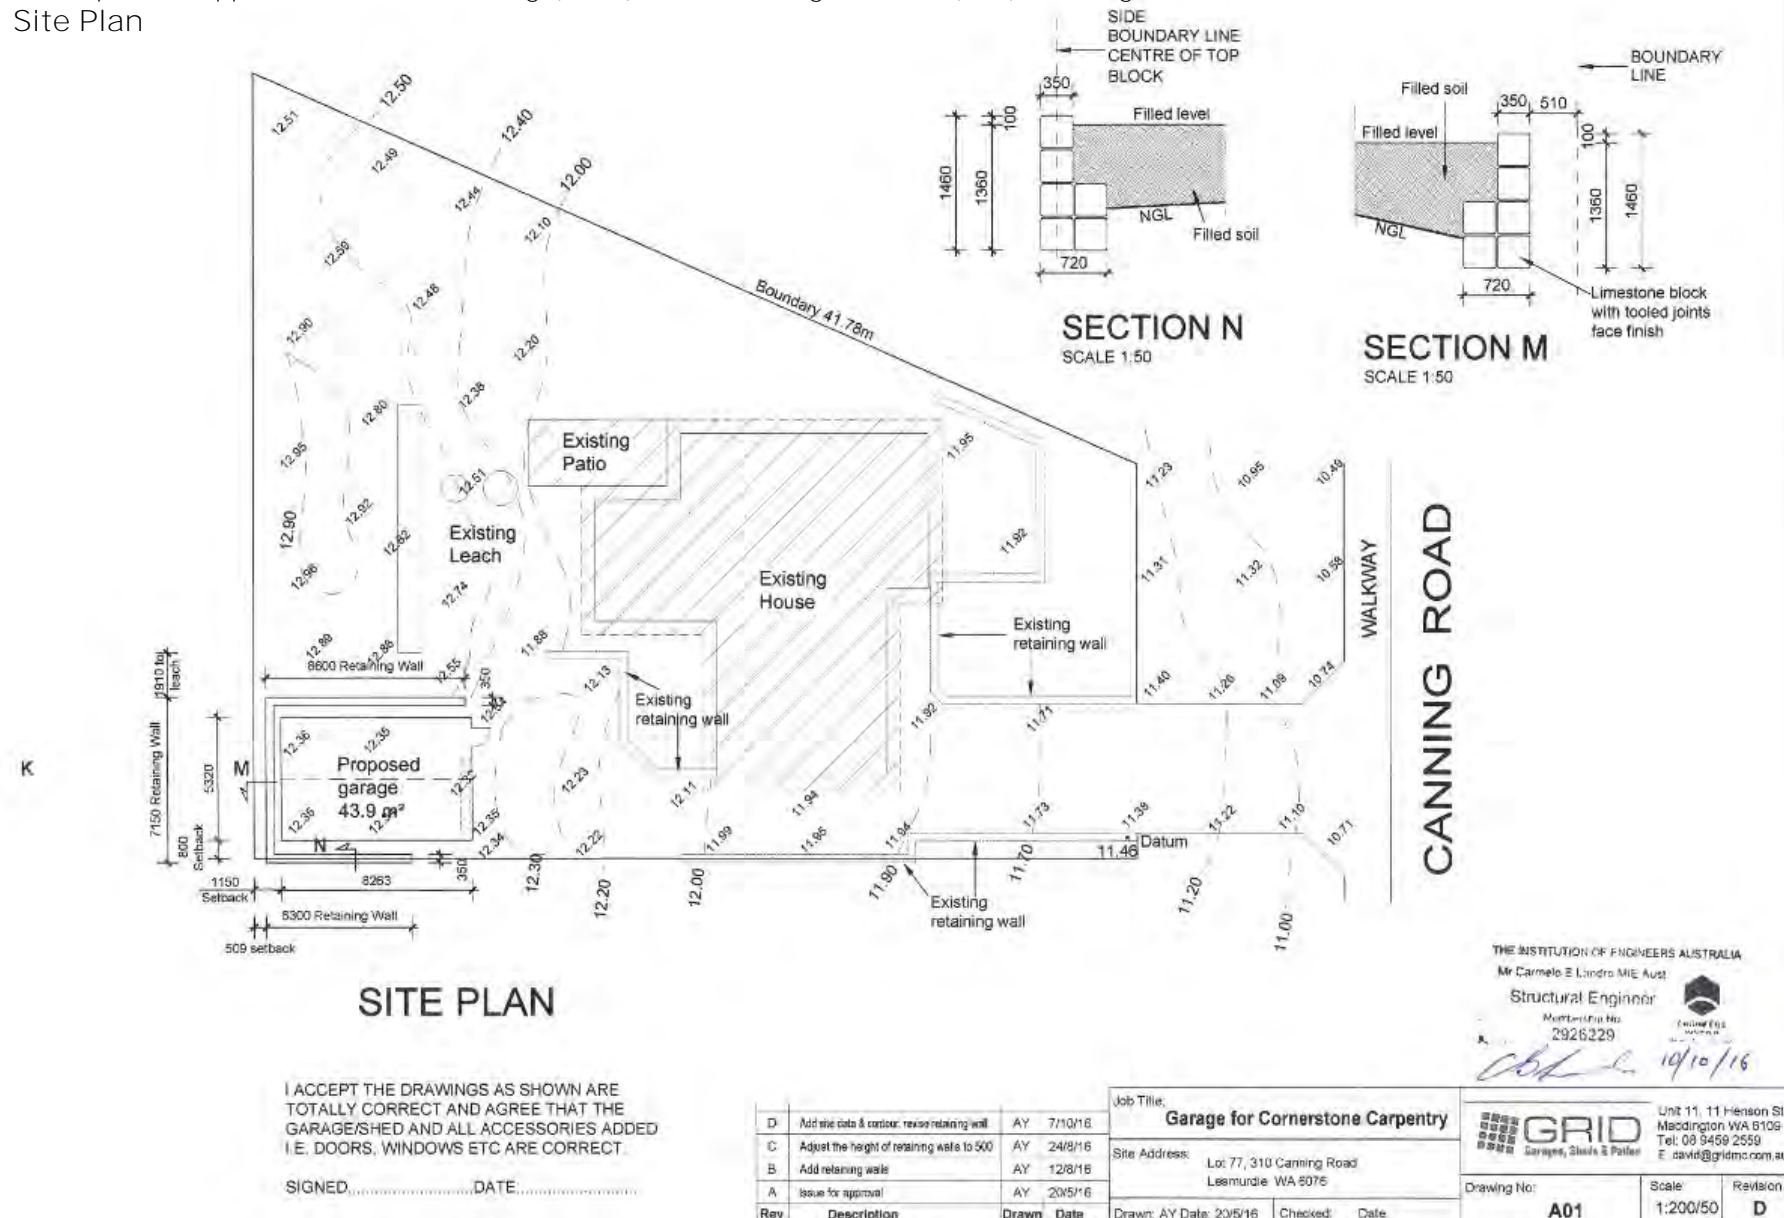 Site Plan
SIDE
BOUNDARY LINE
CENTRE OF TOP
BLOCK
350
Filled level
100
1460
1360
NGL
Filled soil
720
SECTION N
SCALE 1:50
BOUNDARY
LINE
Filled soil
350
510
Filled level
100
1360
1460
NGL
720
Limestone block
with tooled joints
face finish
SECTION M
SCALE 1:50
12.51
12.50
12.49
12.40
12.44
12.00
12.10
12.48
12.90
12.20
12.38
12.80
12.95
12.51
12.92
12.90
12.96
12.74
12.89
12.55
11.88
12.13
Boundary 41.78m
Existing
Patio
Existing
Leach
Existing
House
11.95
11.92
11.23
10.95
10.49
11.31
11.32
10.58
11.40
11.26
11.09
10.74
WALKWAY
CANNING ROAD
Existing
retaining wall
Existing
retaining wall
11.92
11.71
1910 to
8600 Retaining Wall
350
7150 Retaining Wall
5320
800
Setback
K
M
12.36
12.35
Proposed
garage
43.9 m²
12.35
12.34
N
350
1150
Setback
8263
6300 Retaining Wall
509 setback
12.23
12.22
12.11
11.99
11.94
11.95
11.94
11.73
11.38
Datum
11.46
11.22
11.10
10.71
12.30
12.20
12.00
11.90
11.70
11.20
11.00
Existing
retaining wall
SITE PLAN
THE INSTITUTION OF ENGINEERS AUSTRALIA
Structural Engineer
Membership No
2926229
10/10/16
I ACCEPT THE DRAWINGS AS SHOWN ARE
TOTALLY CORRECT AND AGREE THAT THE
GARAGE/SHED AND ALL ACCESSORIES ADDED
I.E. DOORS, WINDOWS ETC ARE CORRECT.
SIGNED.......................DATE.......................
D Add site data & contour, revise retaining wall AY 7/10/16
C Adjust the height of retaining walls to 500 AY 24/8/16
B Add retaining walls AY 12/8/16
A Issue for approval AY 20/5/16
Rev Description Drawn Date
Job Title:
Garage for Cornerstone Carpentry
Site Address:
Lot 77, 310 Canning Road
Lesmurdie WA 6076
Drawn: AY Date: 20/5/16 Checked: Date
GRID
Garages, Sheds & Patios
Unit 11, 11 Henson St
Maddington WA 6109
Tel: 08 9459 2559
E: david@gridmc.com.au
Drawing No:
A01
Scale
1:200/50
Revision
D